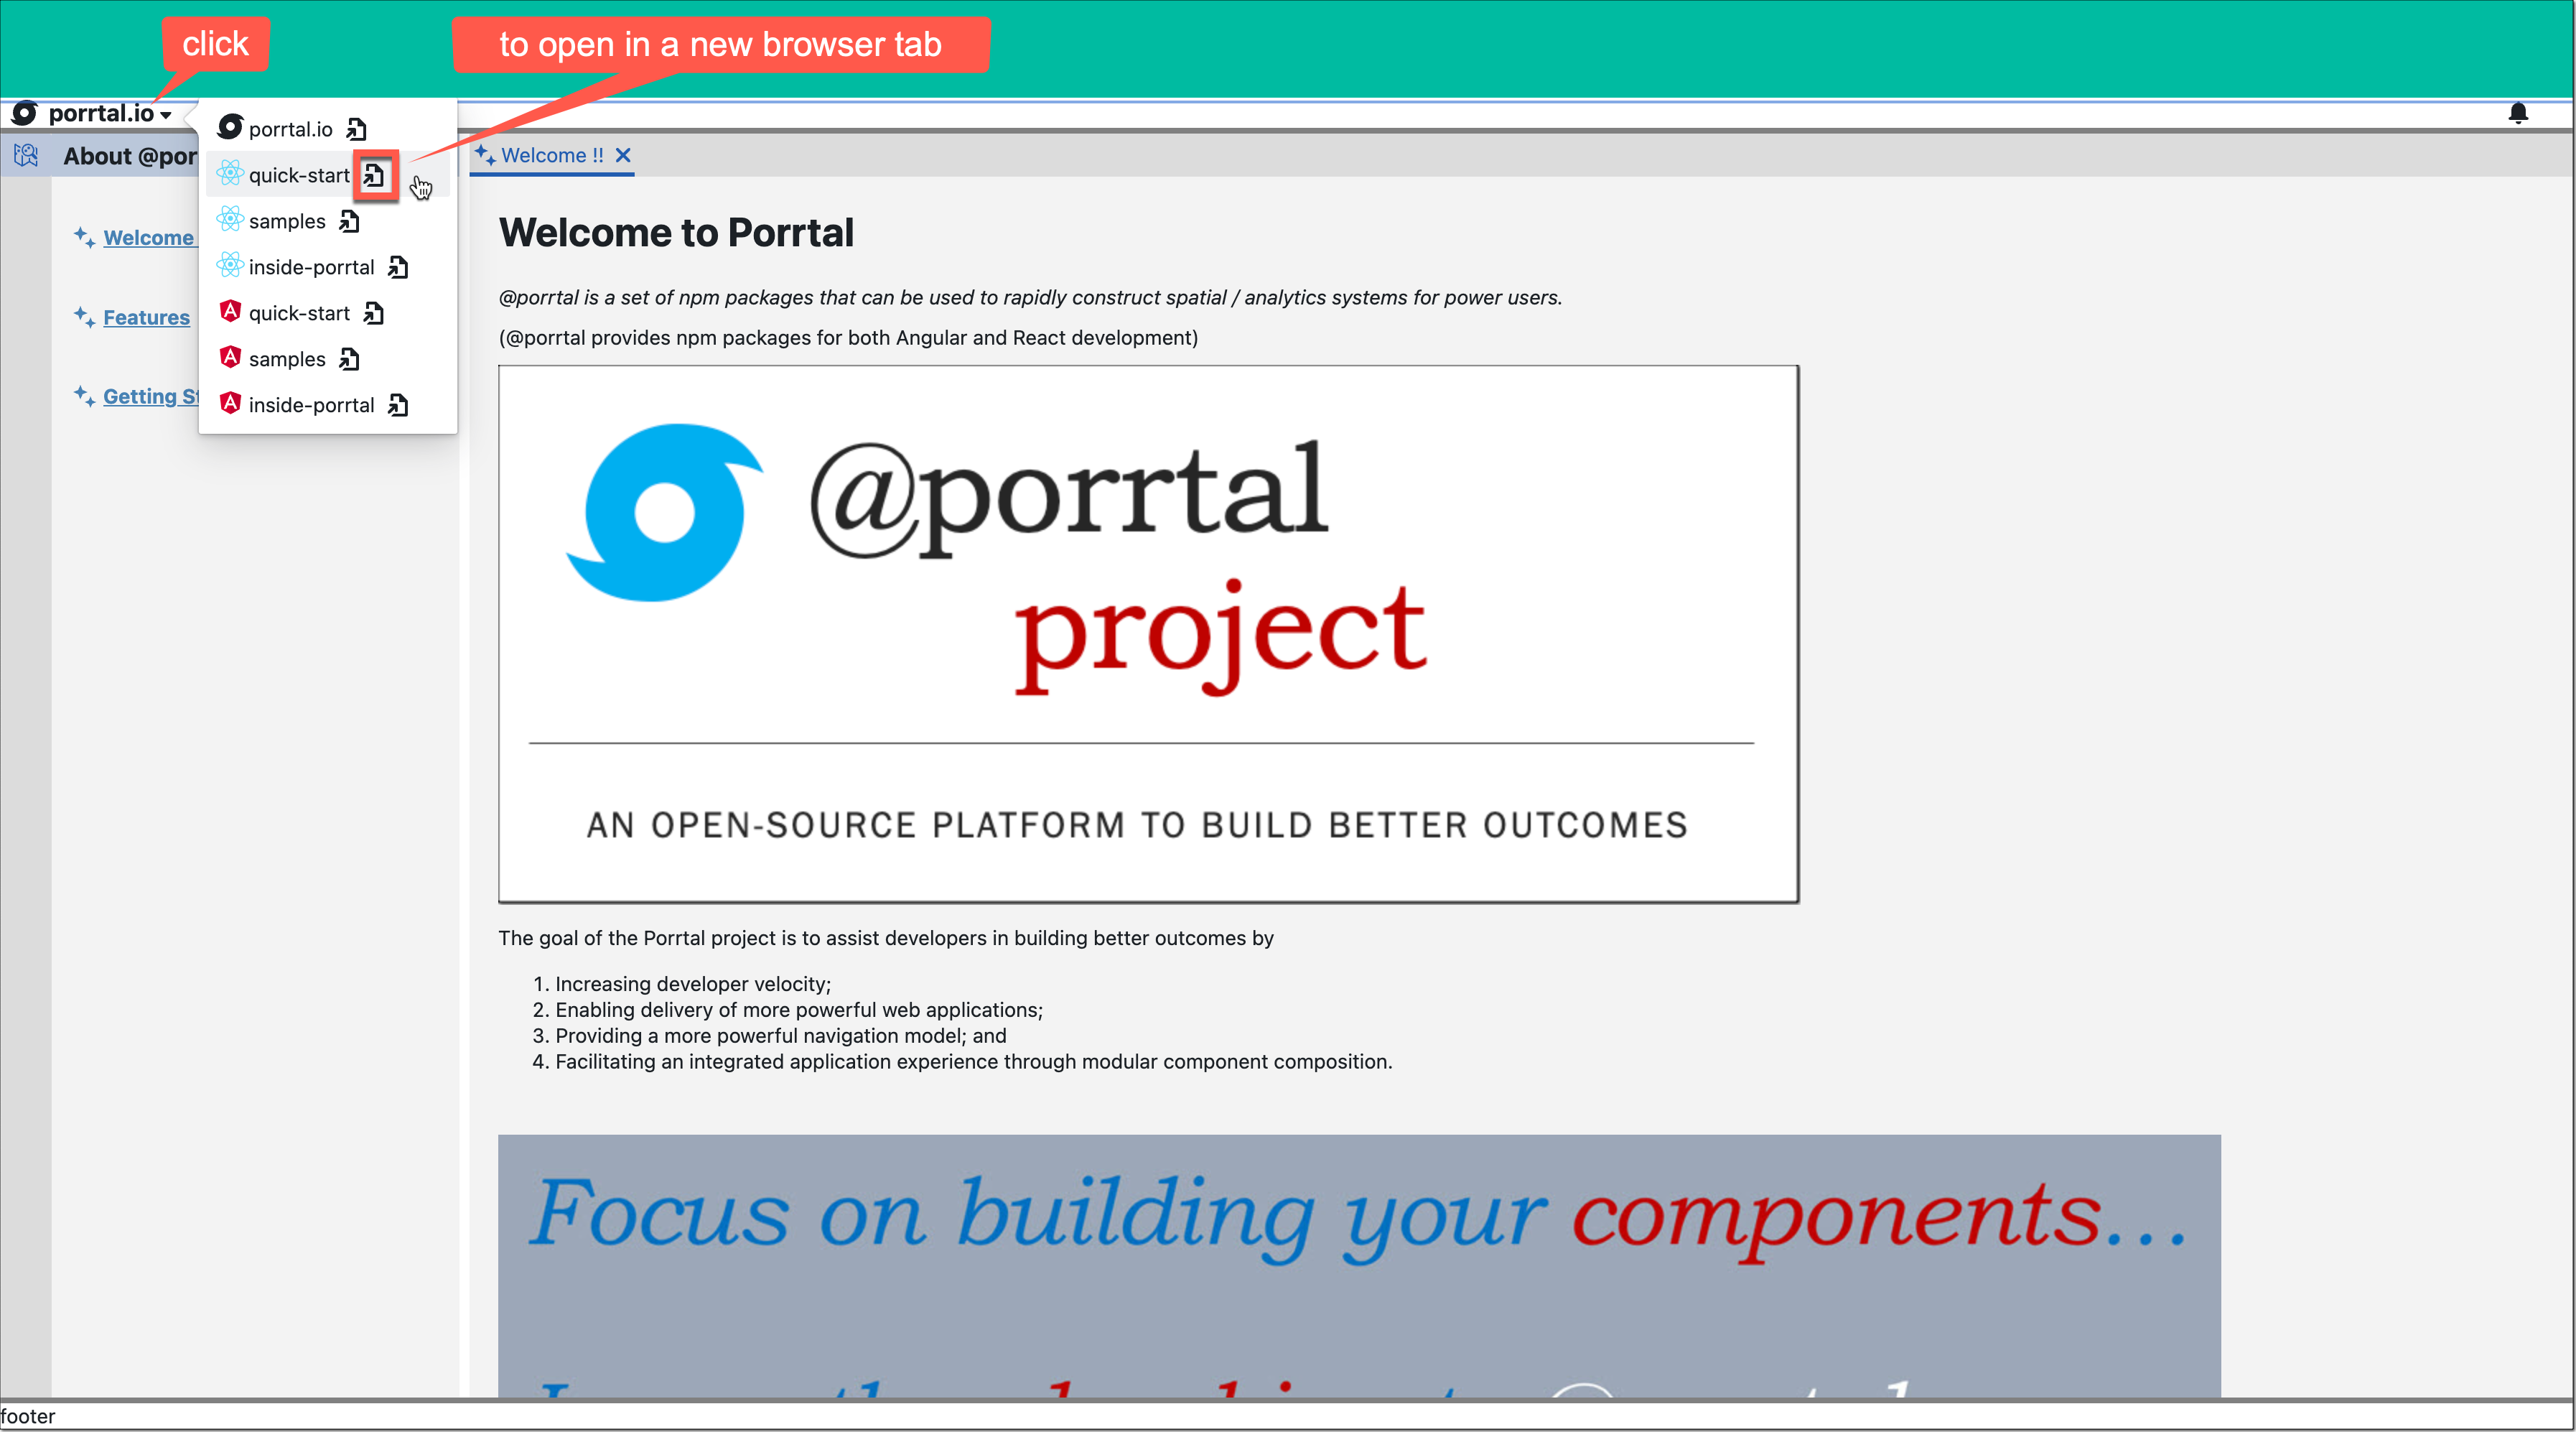 click
to open in a new browser tab
porrtal.io
porrtal.io
quick-start
samples
inside-porrtal
quick-start
samples
inside-porrtal
About @por
Welcome
Features
Getting St
Welcome !!
Welcome to Porrtal
@porrtal is a set of npm packages that can be used to rapidly construct spatial / analytics systems for power users.
(@porrtal provides npm packages for both Angular and React development)
@porrtal
project
AN OPEN-SOURCE PLATFORM TO BUILD BETTER OUTCOMES
The goal of the Porrtal project is to assist developers in building better outcomes by
1. Increasing developer velocity;
2. Enabling delivery of more powerful web applications;
3. Providing a more powerful navigation model; and
4. Facilitating an integrated application experience through modular component composition.
Focus on building your components...
footer